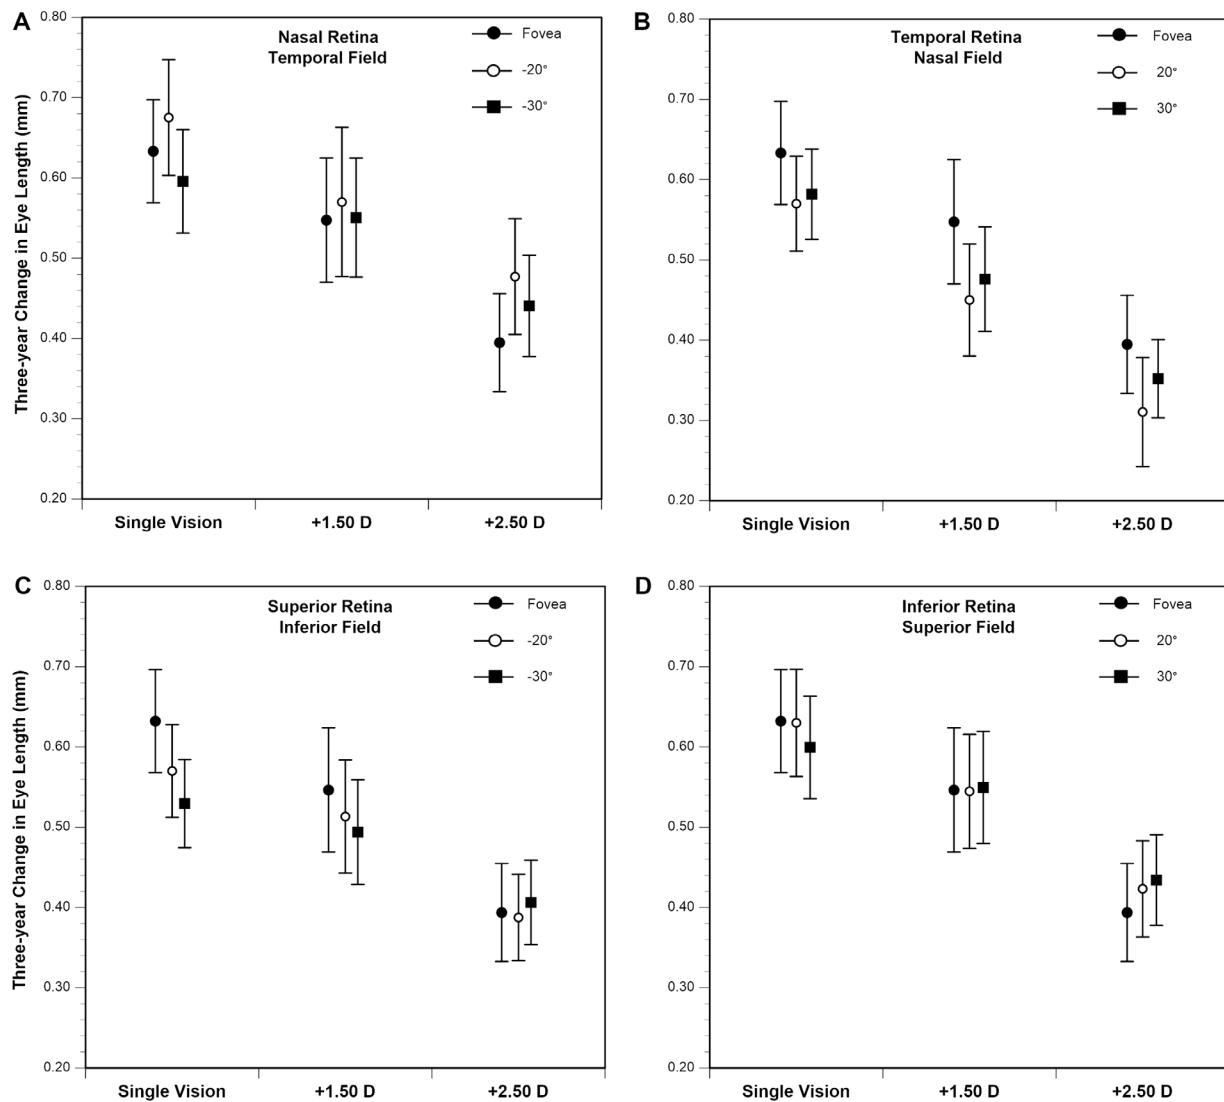 A
Three-year Change in Eye Length (mm)
0.80
0.70
0.60
0.50
0.40
0.30
0.20
Nasal Retina
Temporal Field
Fovea
-20°
-30°
Single Vision +1.50 D +2.50 D
B
0.80
0.70
0.60
0.50
0.40
0.30
0.20
Temporal Retina
Nasal Field
Fovea
20°
30°
Single Vision +1.50 D +2.50 D
C
Three-year Change in Eye Length (mm)
0.80
0.70
0.60
0.50
0.40
0.30
0.20
Superior Retina
Inferior Field
Fovea
-20°
-30°
Single Vision +1.50 D +2.50 D
D
0.80
0.70
0.60
0.50
0.40
0.30
0.20
Inferior Retina
Superior Field
Fovea
20°
30°
Single Vision +1.50 D +2.50 D